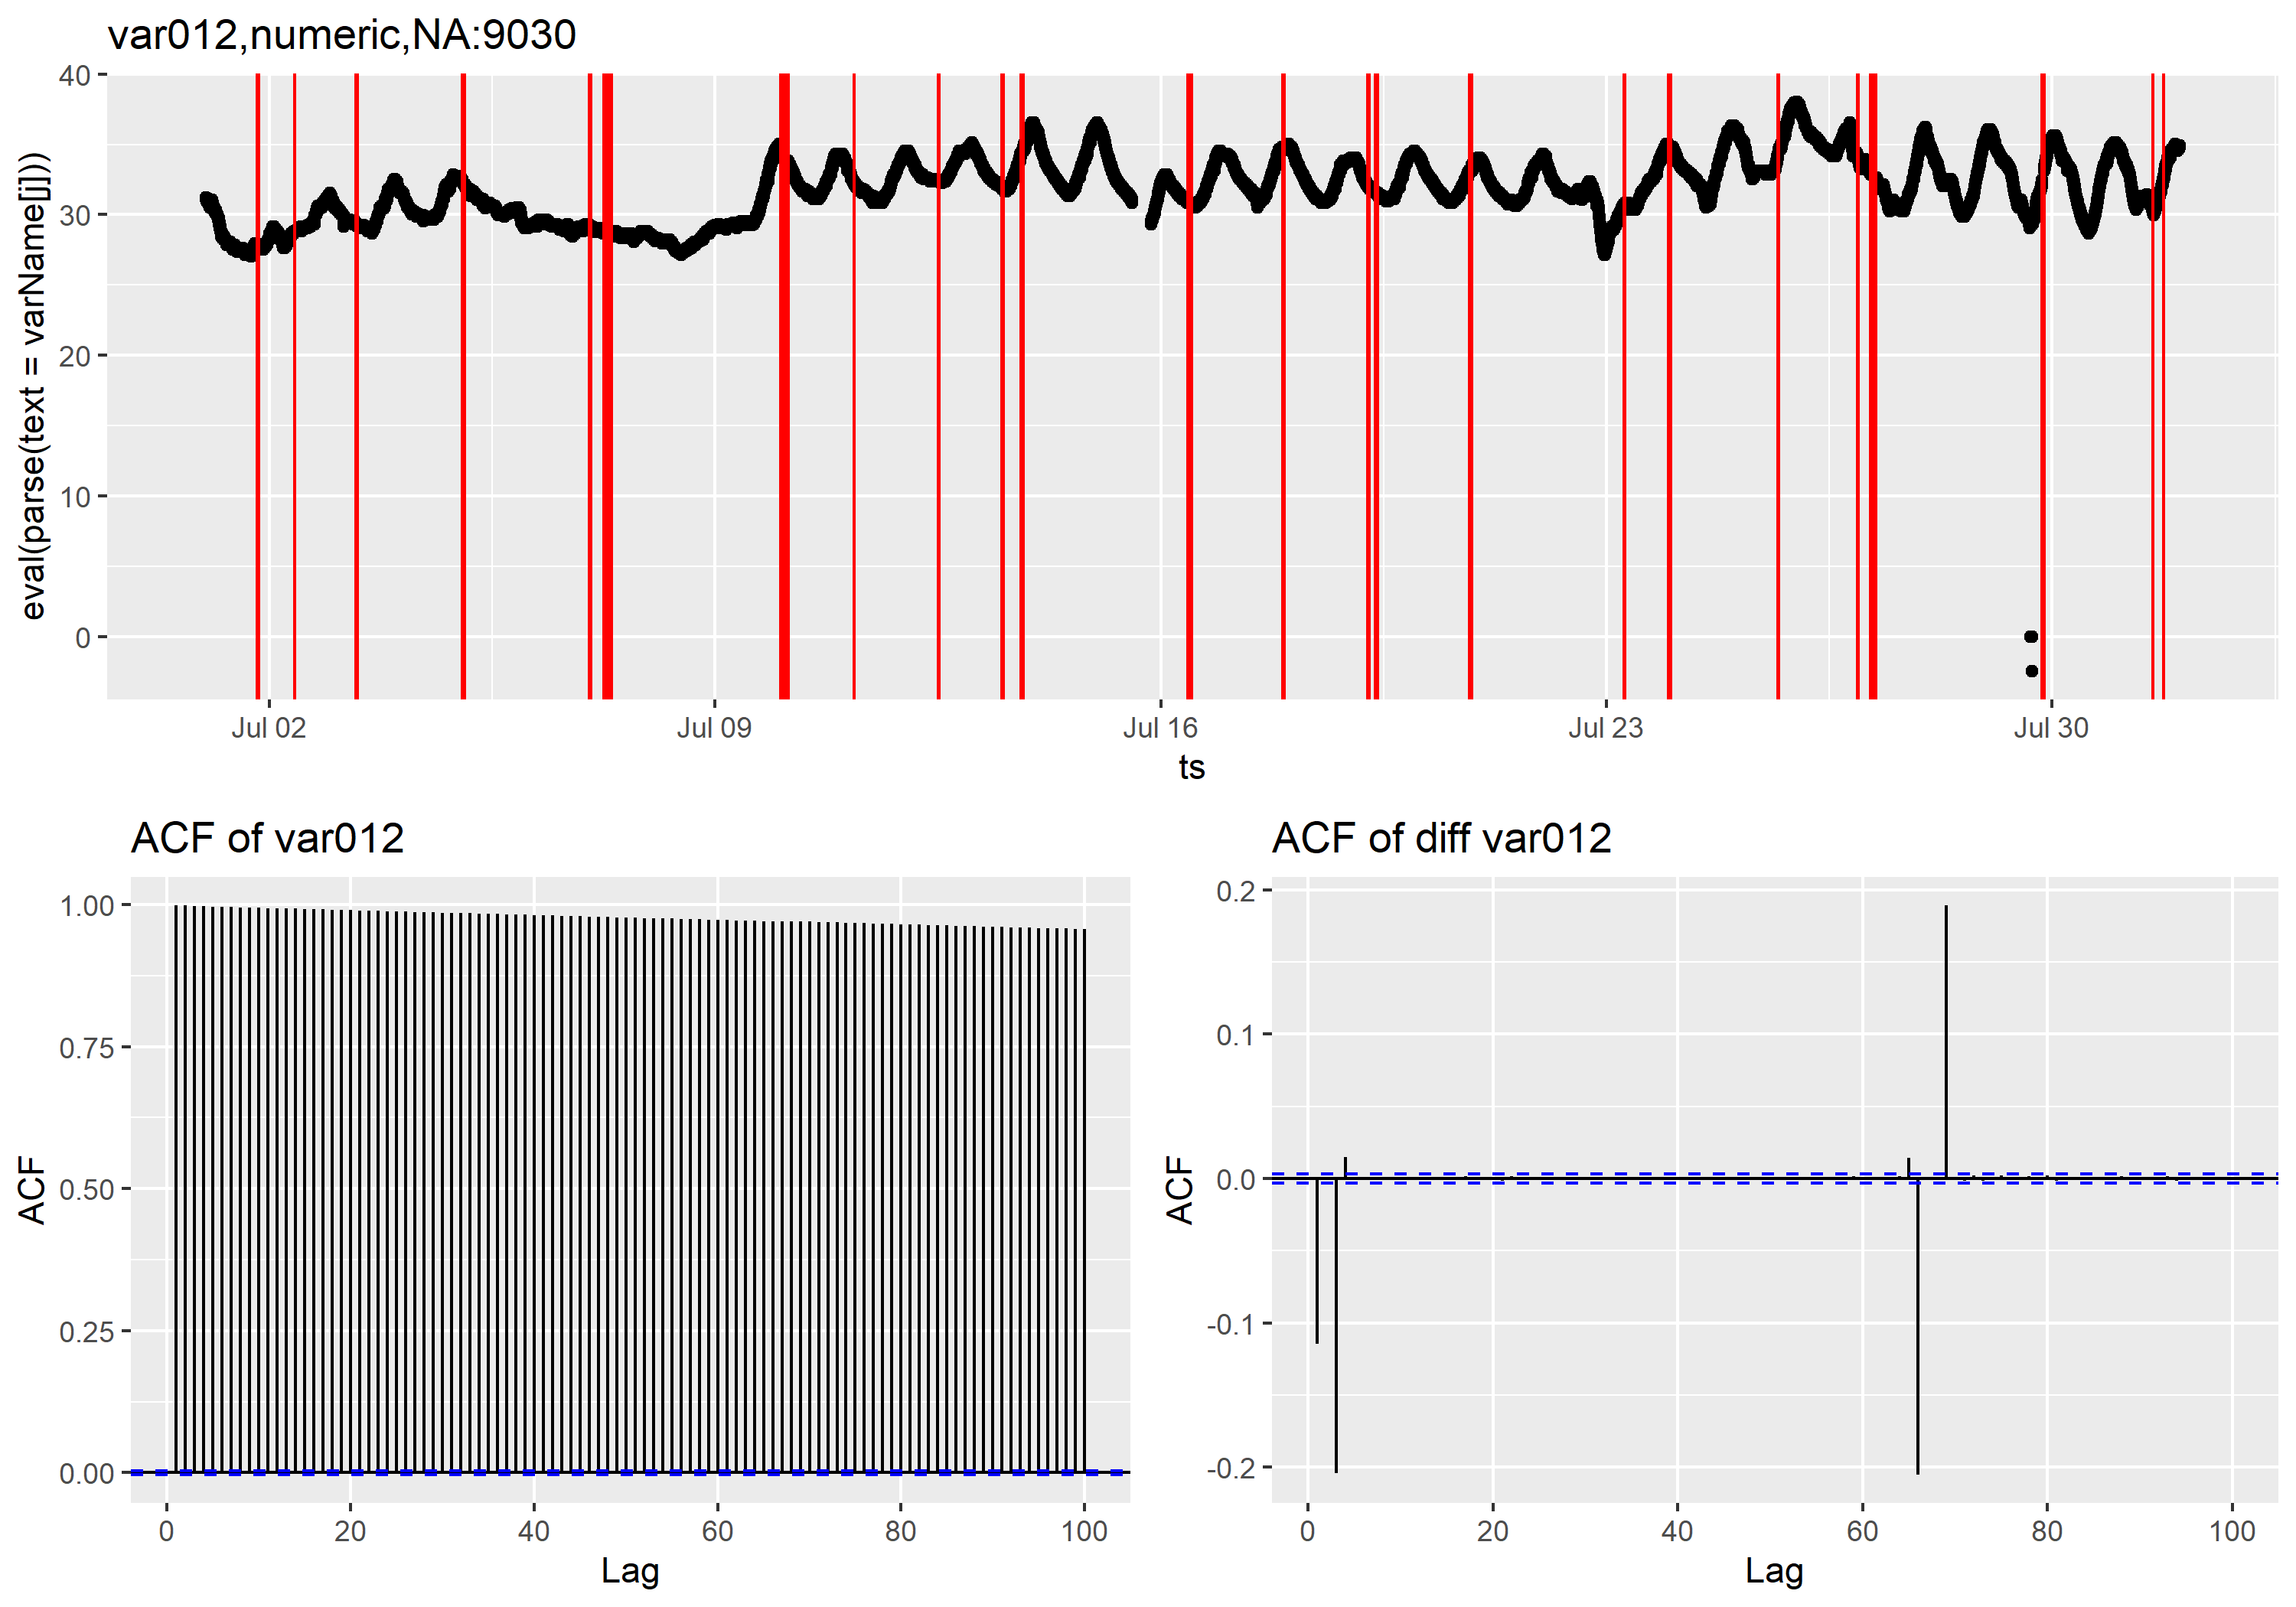 var012,numeric,NA:9030
eval(parse(text = varName[j]))
40
30
20
10
0
Jul 02
Jul 09
Jul 16
Jul 23
Jul 30
ts
ACF of var012
ACF
1.00
0.75
0.50
0.25
0.00
0
20
40
60
80
100
Lag
ACF of diff var012
ACF
0.2
0.1
0.0
-0.1
-0.2
0
20
40
60
80
100
Lag